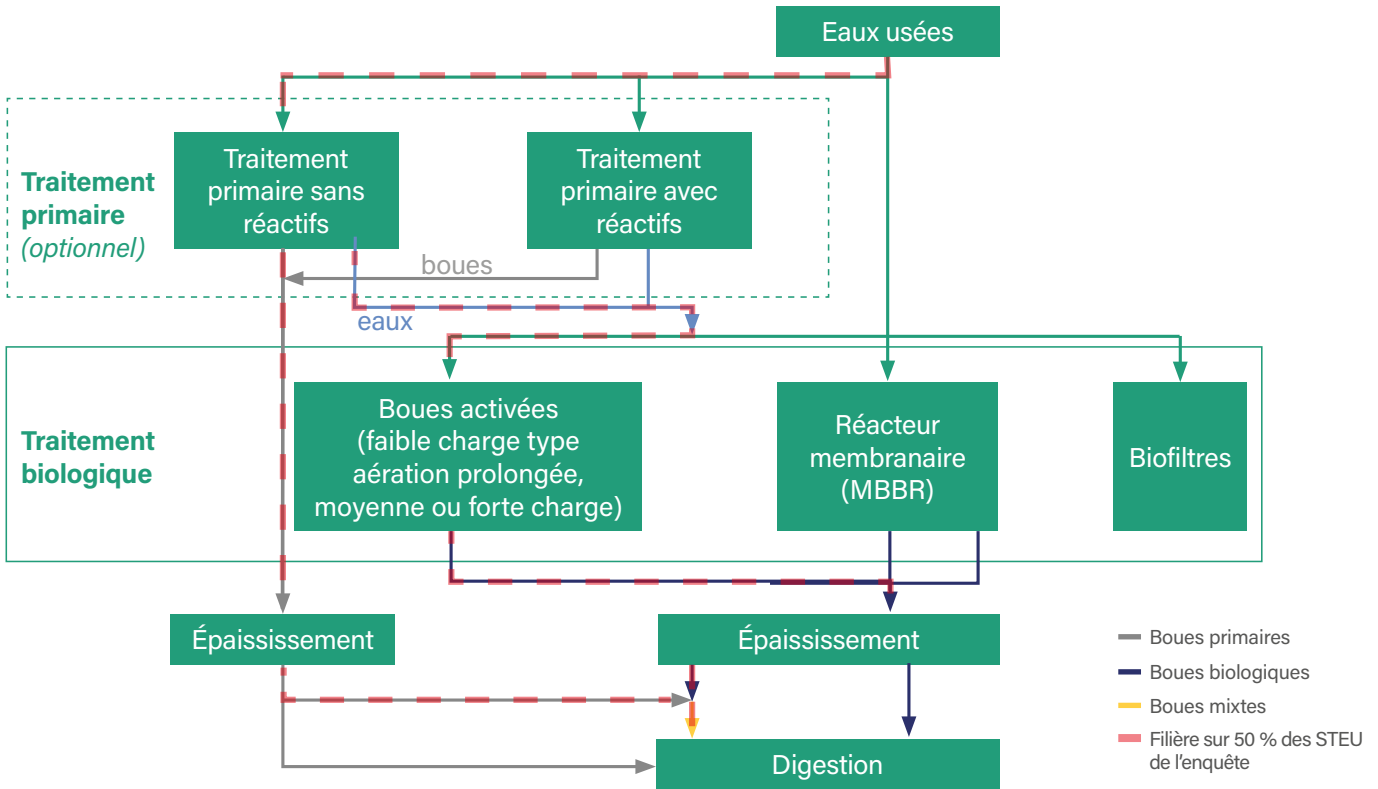 Eaux usées
Traitement
primaire
(optionnel)
Traitement
primaire sans
réactifs
Traitement
primaire avec
réactifs
boues
eaux
Traitement
biologique
Boues activées
(faible charge type
aération prolongée,
moyenne ou forte charge)
Réacteur
membranaire
(MBBR)
Biofiltres
Épaississement
Épaississement
Digestion
Boues primaires
Boues biologiques
Boues mixtes
Filière sur 50 % des STEU
de l'enquête